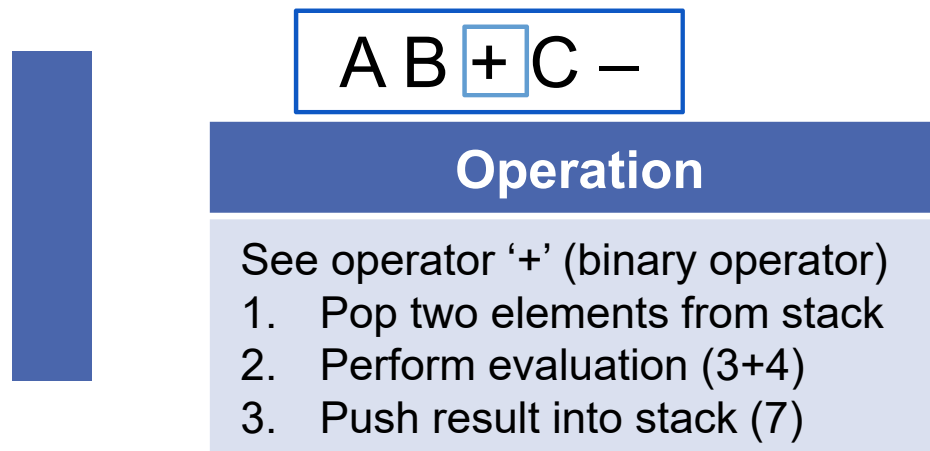 A B + C –
Operation
See operator ‘+’ (binary operator)
1. Pop two elements from stack
2. Perform evaluation (3+4)
3. Push result into stack (7)